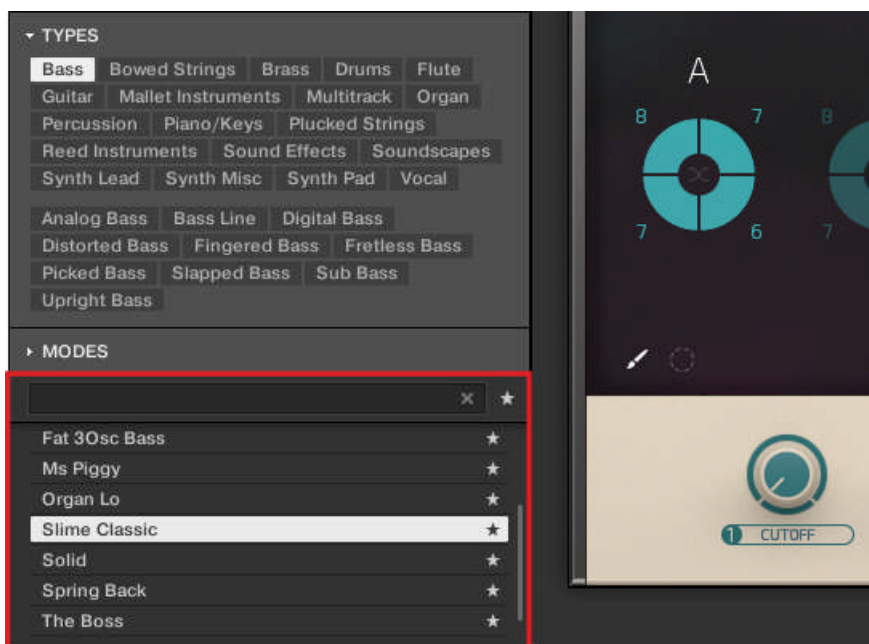 TYPES
Bass Bowed Strings Brass Drums Flute
Guitar Mallet Instruments Multitrack Organ
Percussion Piano/Keys Plucked Strings
Reed Instruments Sound Effects Soundscapes
Synth Lead Synth Misc Synth Pad Vocal
Analog Bass Bass Line Digital Bass
Distorted Bass Fingered Bass Fretless Bass
Picked Bass Slapped Bass Sub Bass
Upright Bass
MODES
Fat 3Osc Bass
Ms Piggy
Organ Lo
Slime Classic
Solid
Spring Back
The Boss
A
8 7 8
7 6 7
1 CUTOFF